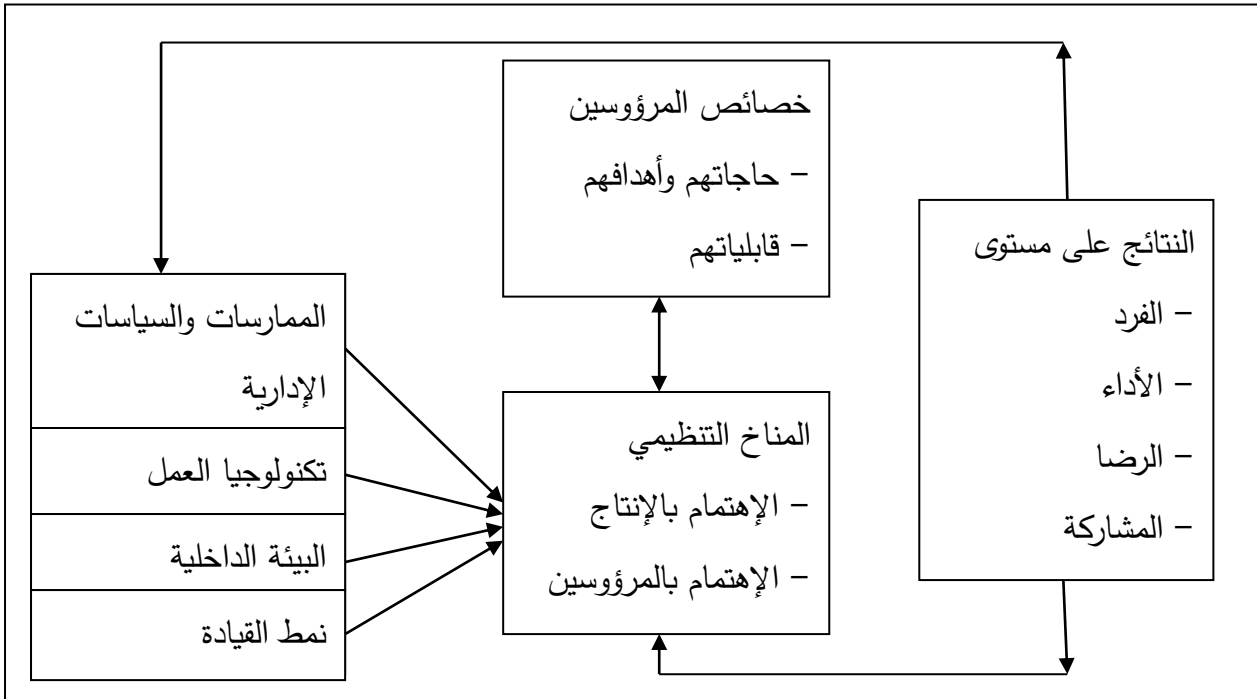 خصائص المرؤوسين
– حاجاتهم وأهدافهم
– قابلياتهم
النتائج على مستوى
– الفرد
– الأداء
– الرضا
– المشاركة
المناخ التنظيمي
– الإهتمام بالإنتاج
– الإهتمام بالمرؤوسين
الممارسات والسياسات
الإدارية
تكنولوجيا العمل
البيئة الداخلية
نمط القيادة